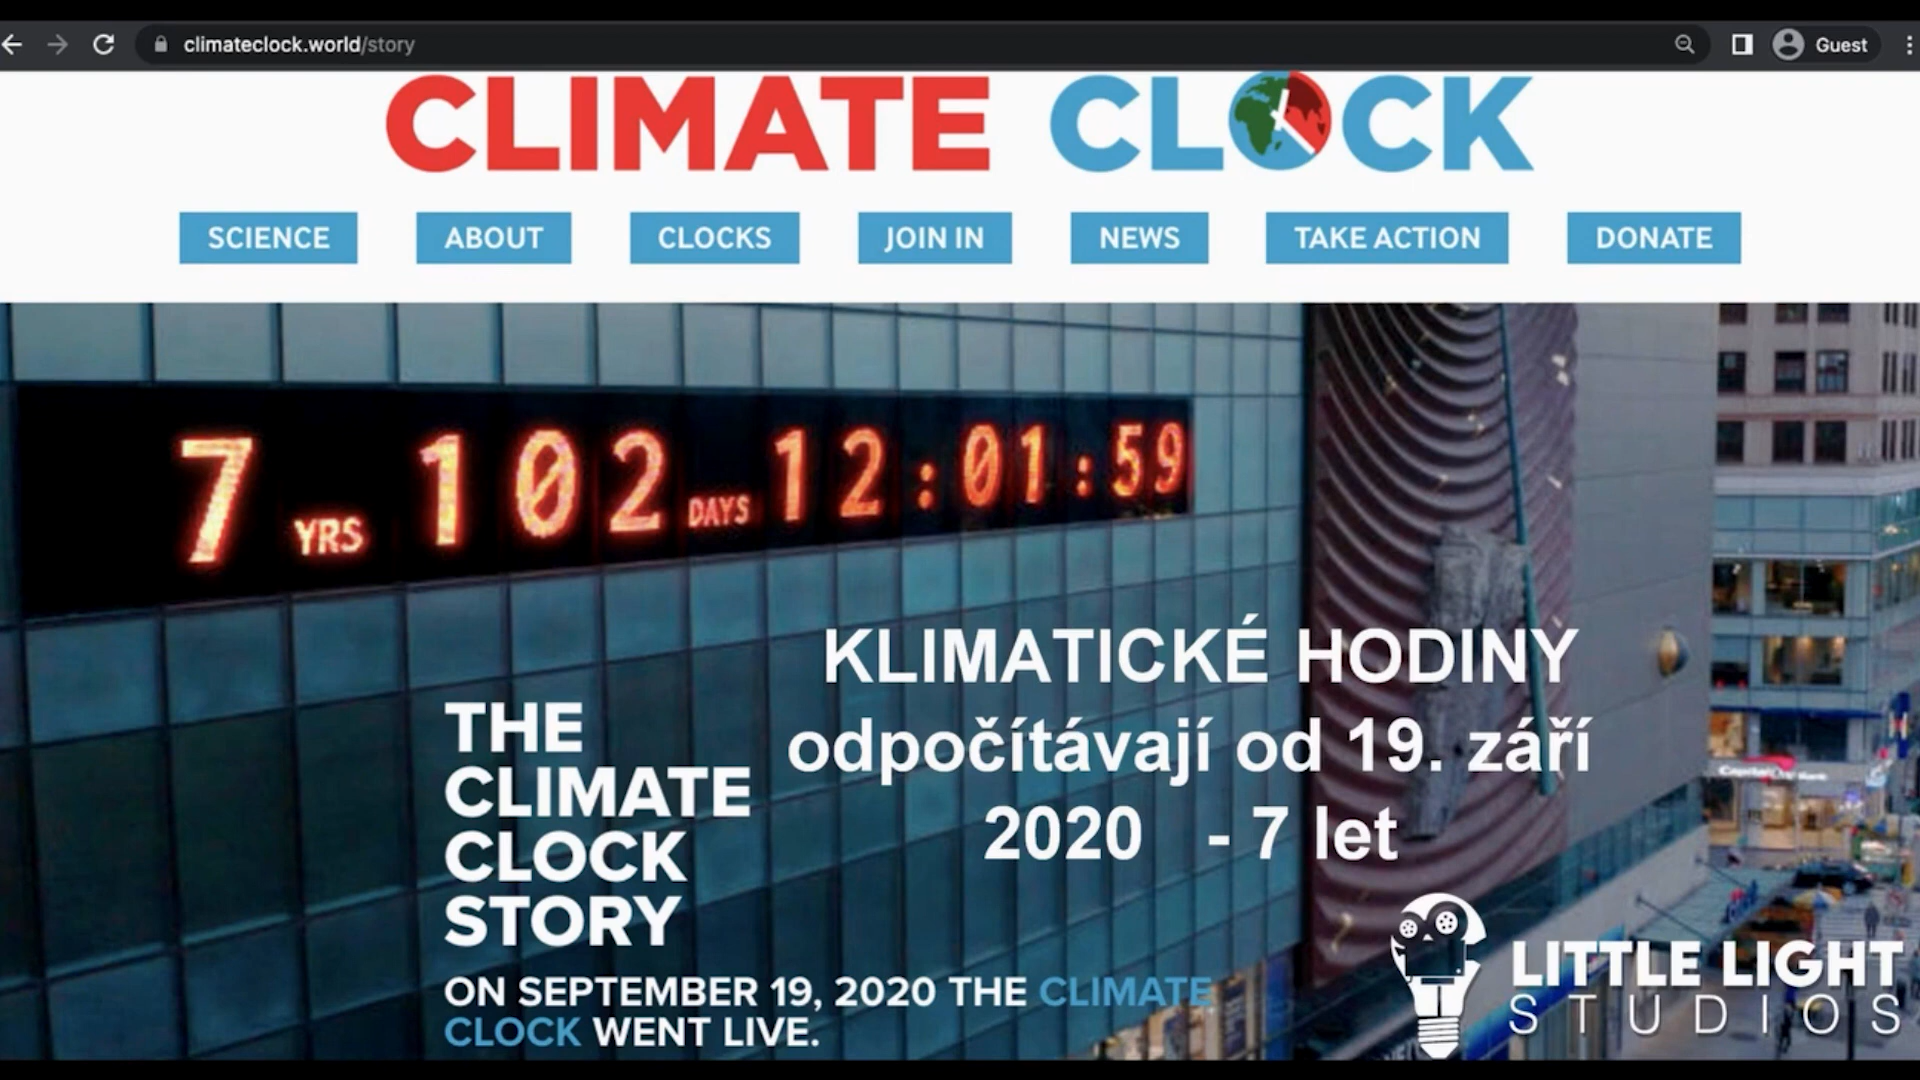 climateclock.world/story
Guest
CLIMATE CLOCK
SCIENCE
ABOUT
CLOCKS
JOIN IN
NEWS
TAKE ACTION
DONATE
7 YRS 102 DAYS 12:01:59
KLIMATICKÉ HODINY
odpočítávají od 19. září
2020 - 7 let
THE
CLIMATE
CLOCK
STORY
ON SEPTEMBER 19, 2020 THE CLIMATE
CLOCK WENT LIVE.
LITTLE LIGHT
STUDIOS